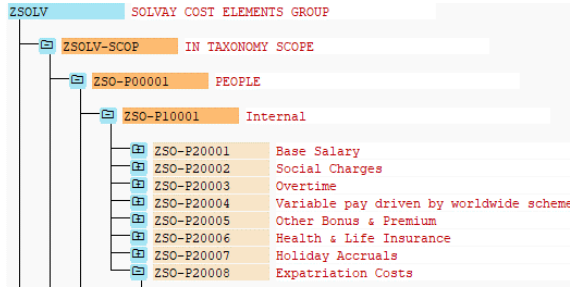 ZSOLV SOLVAY COST ELEMENTS GROUP
ZSOLV-SCOP IN TAXONOMY SCOPE
ZSO-P00001 PEOPLE
ZSO-P10001 Internal
ZSO-P20001 Base Salary
ZSO-P20002 Social Charges
ZSO-P20003 Overtime
ZSO-P20004 Variable pay driven by worldwide scheme
ZSO-P20005 Other Bonus & Premium
ZSO-P20006 Health & Life Insurance
ZSO-P20007 Holiday Accruals
ZSO-P20008 Expatriation Costs